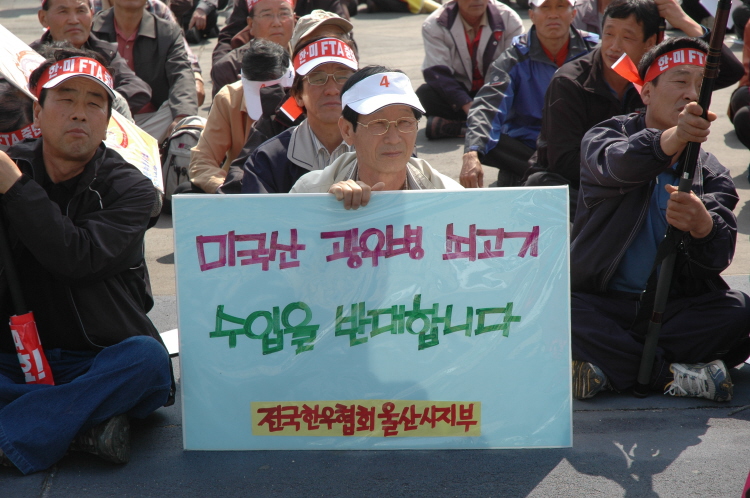 한·미 FTA
한·미 FTA
한·미 FTA
한·미 FTA
4
미국산 광우병 쇠고기
수입을 반대합니다
전국한우협회 울산시지부